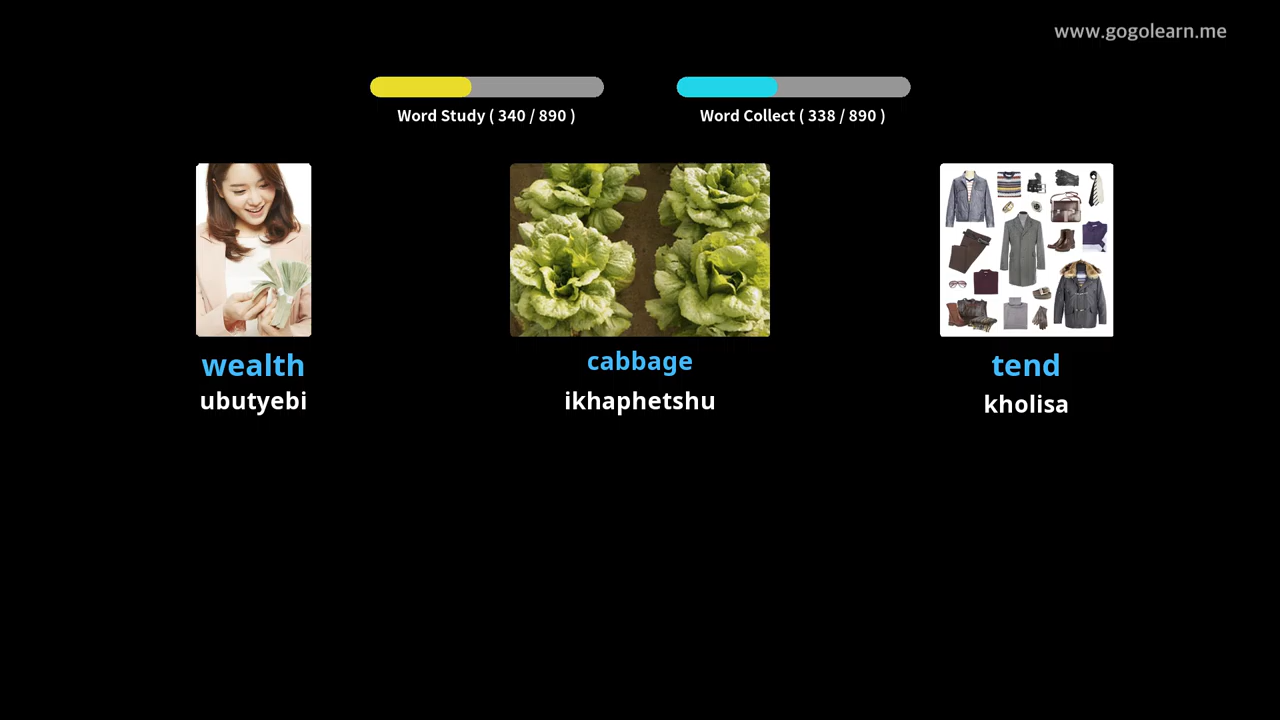 www.gogolearn.me
Word Study ( 340 / 890 )
Word Collect ( 338 / 890 )
wealth
ubutyebi
cabbage
ikhaphetshu
tend
kholisa